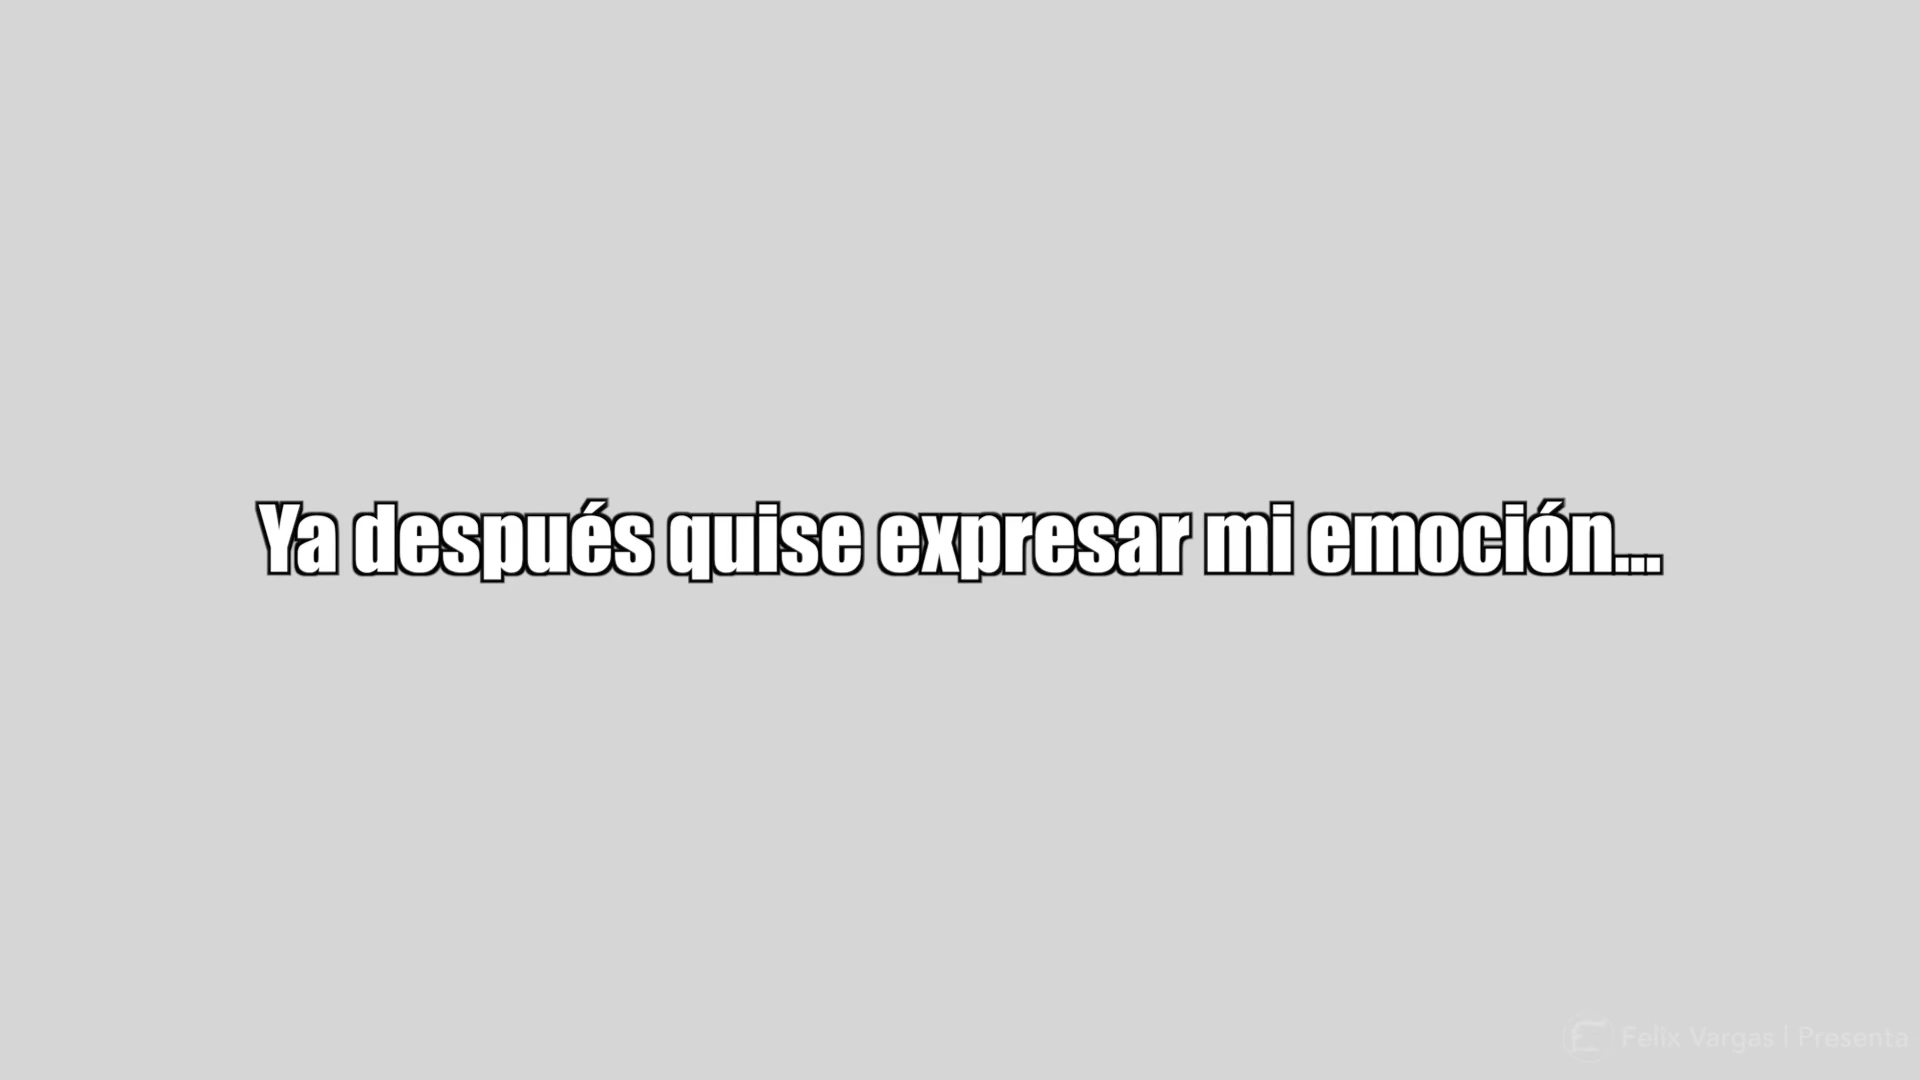 Ya después quise expresar mi emoción...
Felix Vargas | Presenta